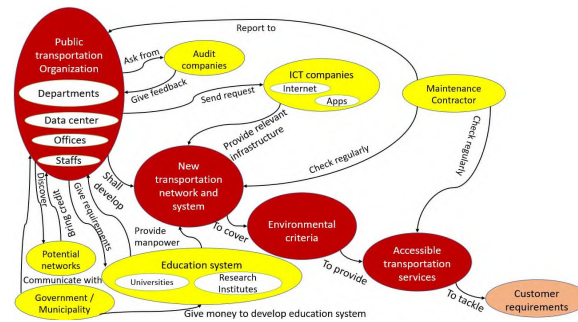 Public
transportation
Organization
Departments
Data center
Offices
Staffs
Report to
Ask from
Audit
companies
Give feedback
Send request
ICT companies
Internet
Apps
Maintenance
Contractor
Provide relevant
infrastructure
Check regularly
Check regularly
Shall
develop
New
transportation
network and
system
Discover
Bring credit
Give requirements
Provide
manpower
To cover
Environmental
criteria
To provide
Accessible
transportation
services
To tackle
Customer
requirements
Potential
networks
Communicate with
Government /
Municipality
Education system
Universities
Research
Institutes
Give money to develop education system